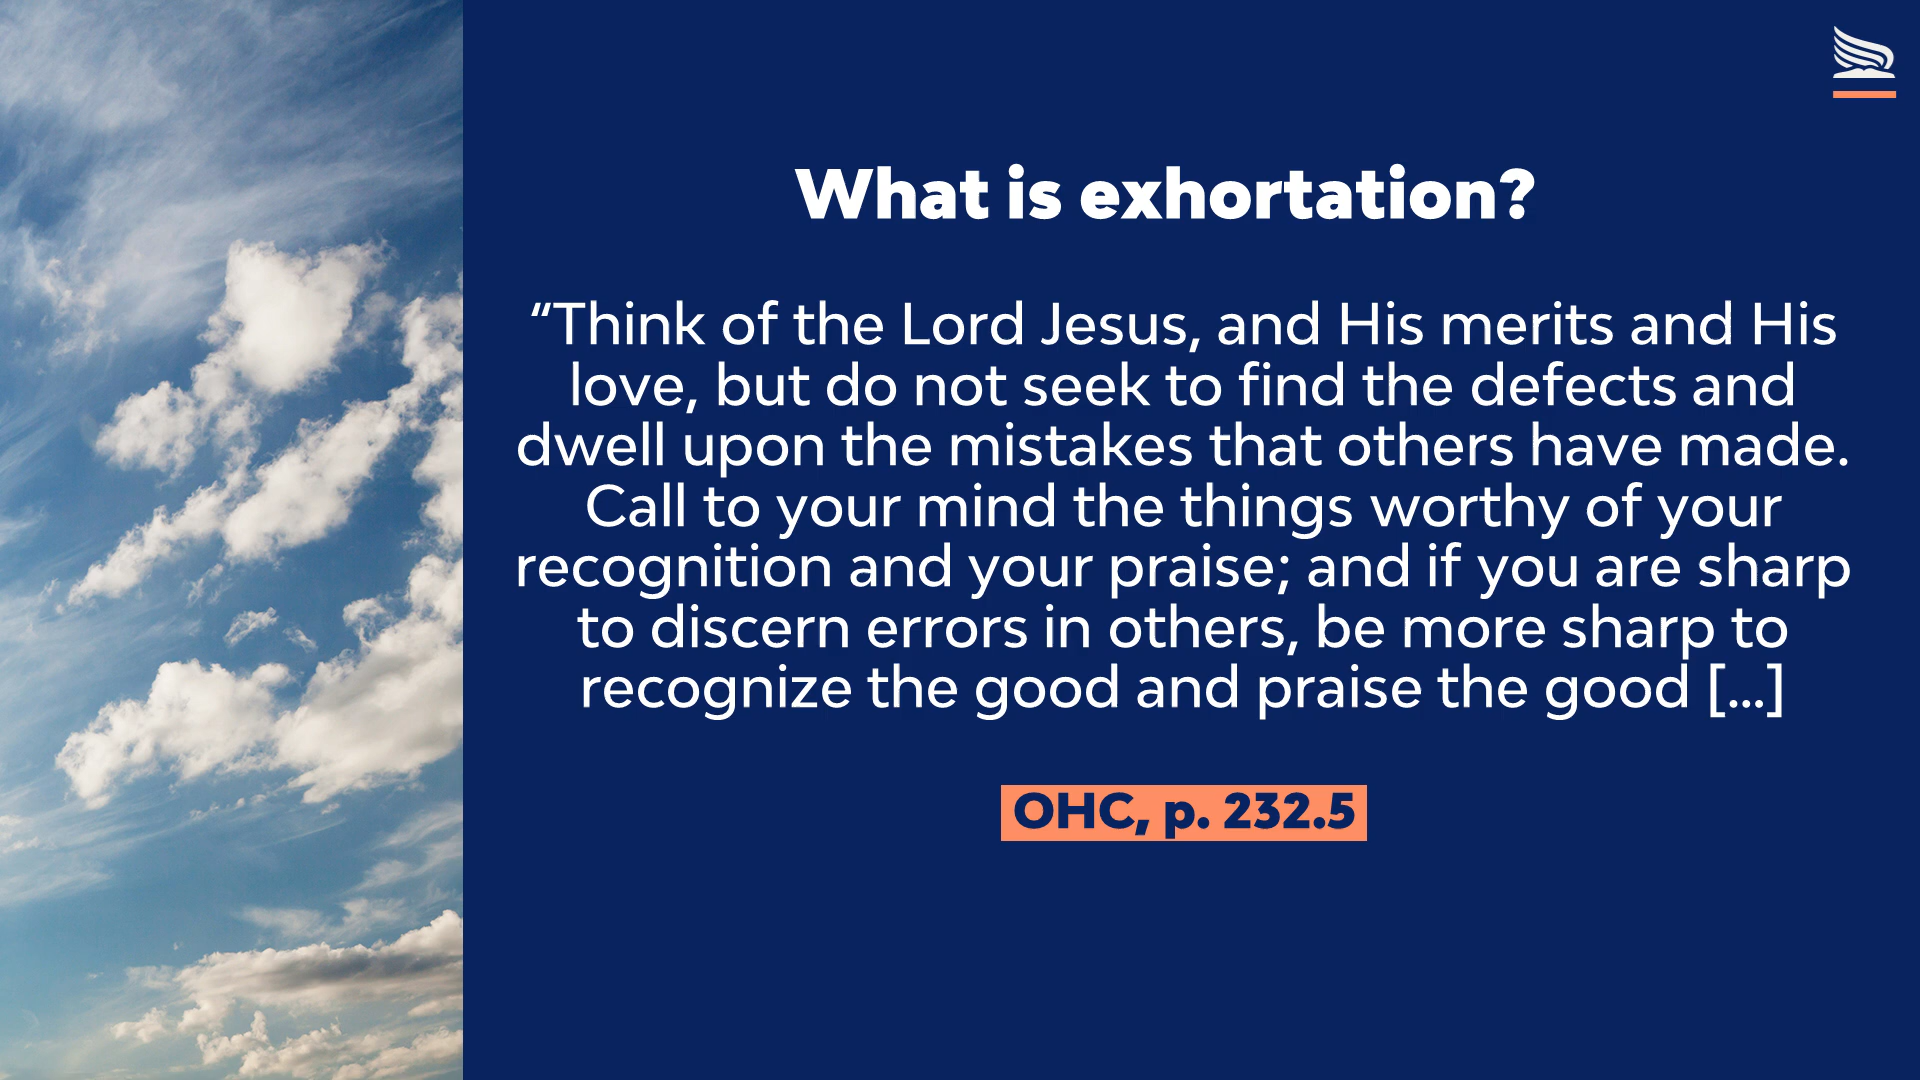 What is exhortation?
“Think of the Lord Jesus, and His merits and His
love, but do not seek to find the defects and
dwell upon the mistakes that others have made.
Call to your mind the things worthy of your
recognition and your praise; and if you are sharp
to discern errors in others, be more sharp to
recognize the good and praise the good [...]
OHC, p. 232.5